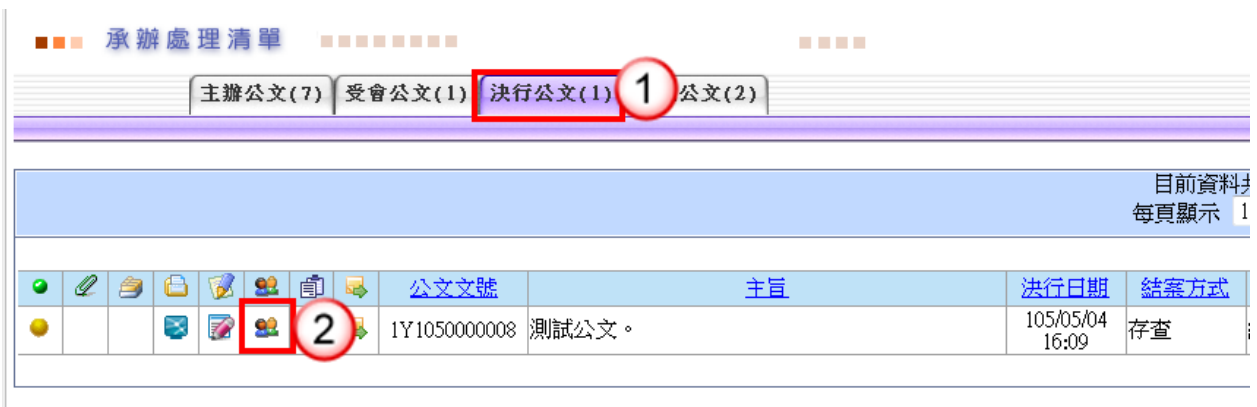 承辦處理清單
主辦公文(7) 受會公文(1) 決行公文(1) 1 公文(2)
目前資料
每頁顯示 1
公文文號 主旨 決行日期 結案方式
2 1Y1050000008 測試公文。 105/05/04 存查
16:09